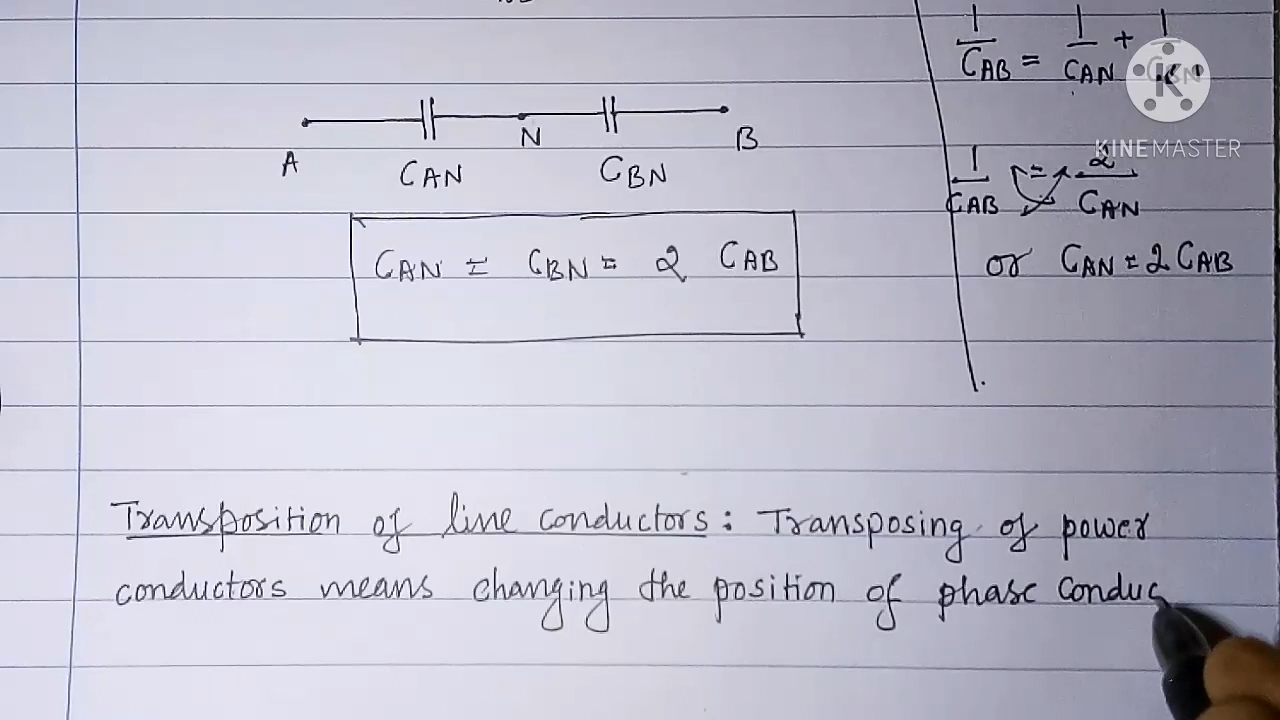 1/CAB = 1/CAN + 1/CBN
A CAN N CBN B
1/CAB = 2/CAN
CAN = CBN = 2 CAB
or CAN = 2 CAB
Transposition of line conductors : Transposing of power
conductors means changing the position of phase conduc
K
KINEMASTER